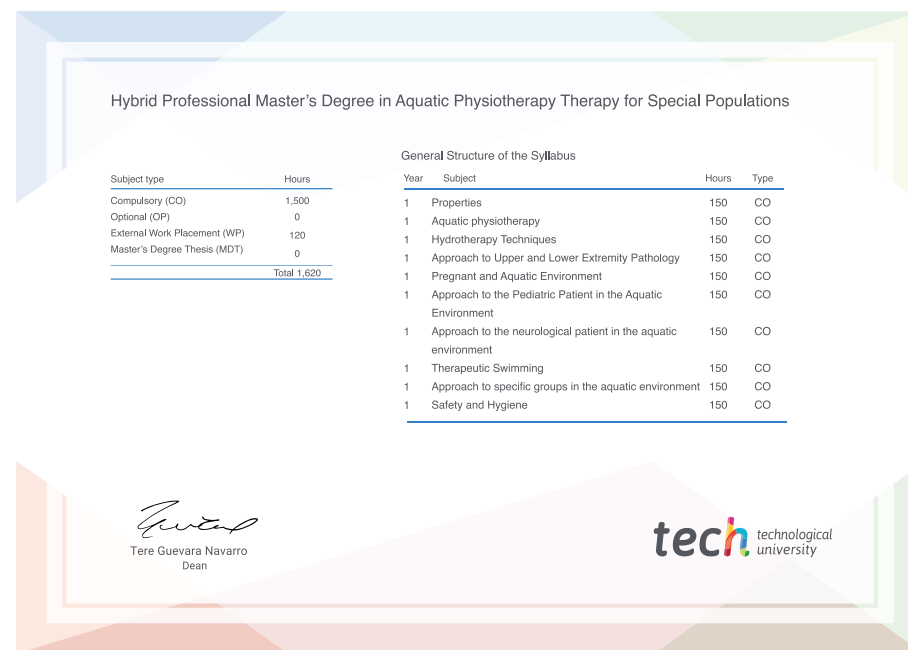 Hybrid Professional Master's Degree in Aquatic Physiotherapy Therapy for Special Populations
Subject type Hours
Compulsory (CO) 1,500
Optional (OP) 0
External Work Placement (WP) 120
Master's Degree Thesis (MDT) 0
Total 1,620
General Structure of the Syllabus
Year Subject Hours Type
1 Properties 150 CO
1 Aquatic physiotherapy 150 CO
1 Hydrotherapy Techniques 150 CO
1 Approach to Upper and Lower Extremity Pathology 150 CO
1 Pregnant and Aquatic Environment 150 CO
1 Approach to the Pediatric Patient in the Aquatic 150 CO
Environment
1 Approach to the neurological patient in the aquatic 150 CO
environment
1 Therapeutic Swimming 150 CO
1 Approach to specific groups in the aquatic environment 150 CO
1 Safety and Hygiene 150 CO
Tere Guevara Navarro
Dean
tech technological
university